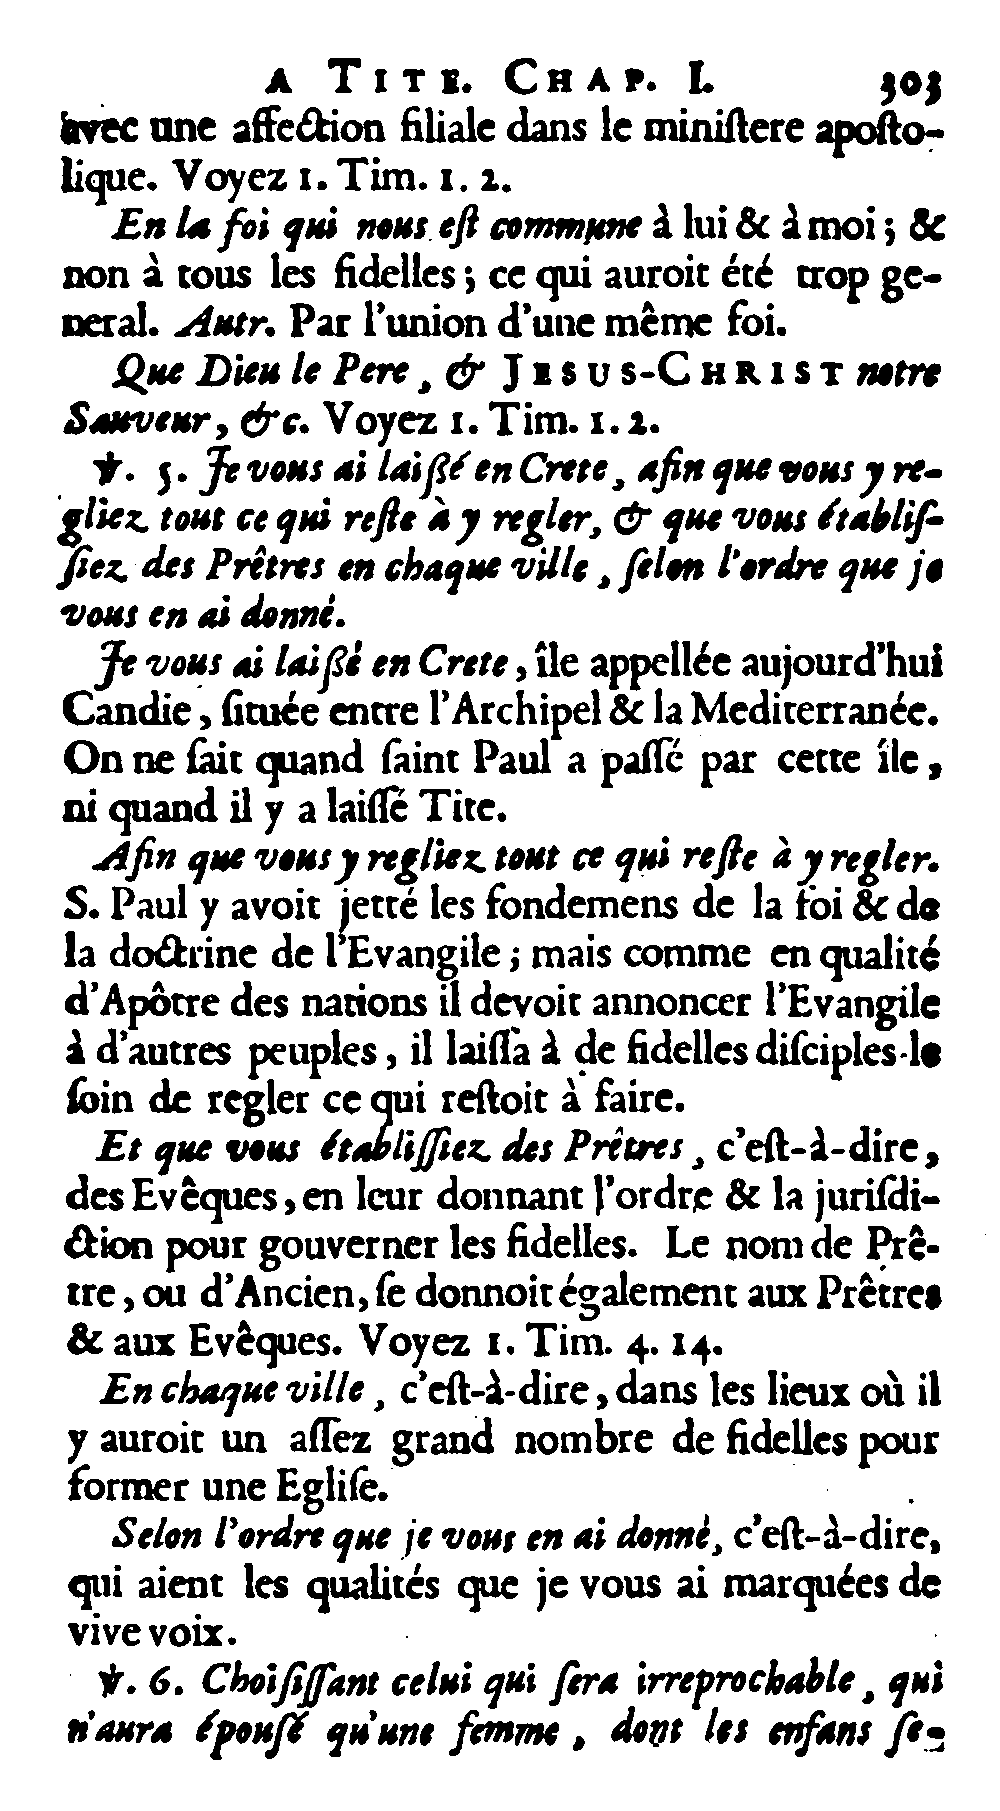 A TITE. CHAP. I. 303
avec une affection filiale dans le miniſtere apoſto-
lique. Voyez 1. Tim. 1. 2.
En la foi qui nous eſt commune à lui & à moi ; &
non à tous les fidelles ; ce qui auroit été trop ge-
neral. Autr. Par l'union d'une même foi.
Que Dieu le Pere, & JESUS-CHRIST notre
Sauveur, &c. Voyez 1. Tim. 1. 2.
℣. 5. Je vous ai laiſſé en Crete, afin que vous y re-
gliez tout ce qui reſte à y regler, & que vous établiſ-
ſiez des Prêtres en chaque ville, ſelon l'ordre que je
vous en ai donné.
Je vous ai laiſſé en Crete, île appellée aujourd'hui
Candie, ſituée entre l'Archipel & la Mediterranée.
On ne ſait quand ſaint Paul a paſſé par cette île,
ni quand il y a laiſſé Tite.
Afin que vous y regliez tout ce qui reſte à y regler.
S. Paul y avoit jetté les fondemens de la foi & de
la doctrine de l'Evangile ; mais comme en qualité
d'Apôtre des nations il devoit annoncer l'Evangile
à d'autres peuples, il laiſſa à de fidelles diſciples le
ſoin de regler ce qui reſtoit à faire.
Et que vous établiſſiez des Prêtres, c'eſt-à-dire,
des Evêques, en leur donnant l'ordre & la juriſdi-
ction pour gouverner les fidelles. Le nom de Prê-
tre, ou d'Ancien, ſe donnoit également aux Prêtres
& aux Evêques. Voyez 1. Tim. 4. 14.
En chaque ville, c'eſt-à-dire, dans les lieux où il
y auroit un aſſez grand nombre de fidelles pour
former une Egliſe.
Selon l'ordre que je vous en ai donné, c'eſt-à-dire,
qui aient les qualités que je vous ai marquées de
vive voix.
℣. 6. Choiſiſſant celui qui ſera irreprochable, qui
n'aura épouſé qu'une femme, dont les enfans ſe-